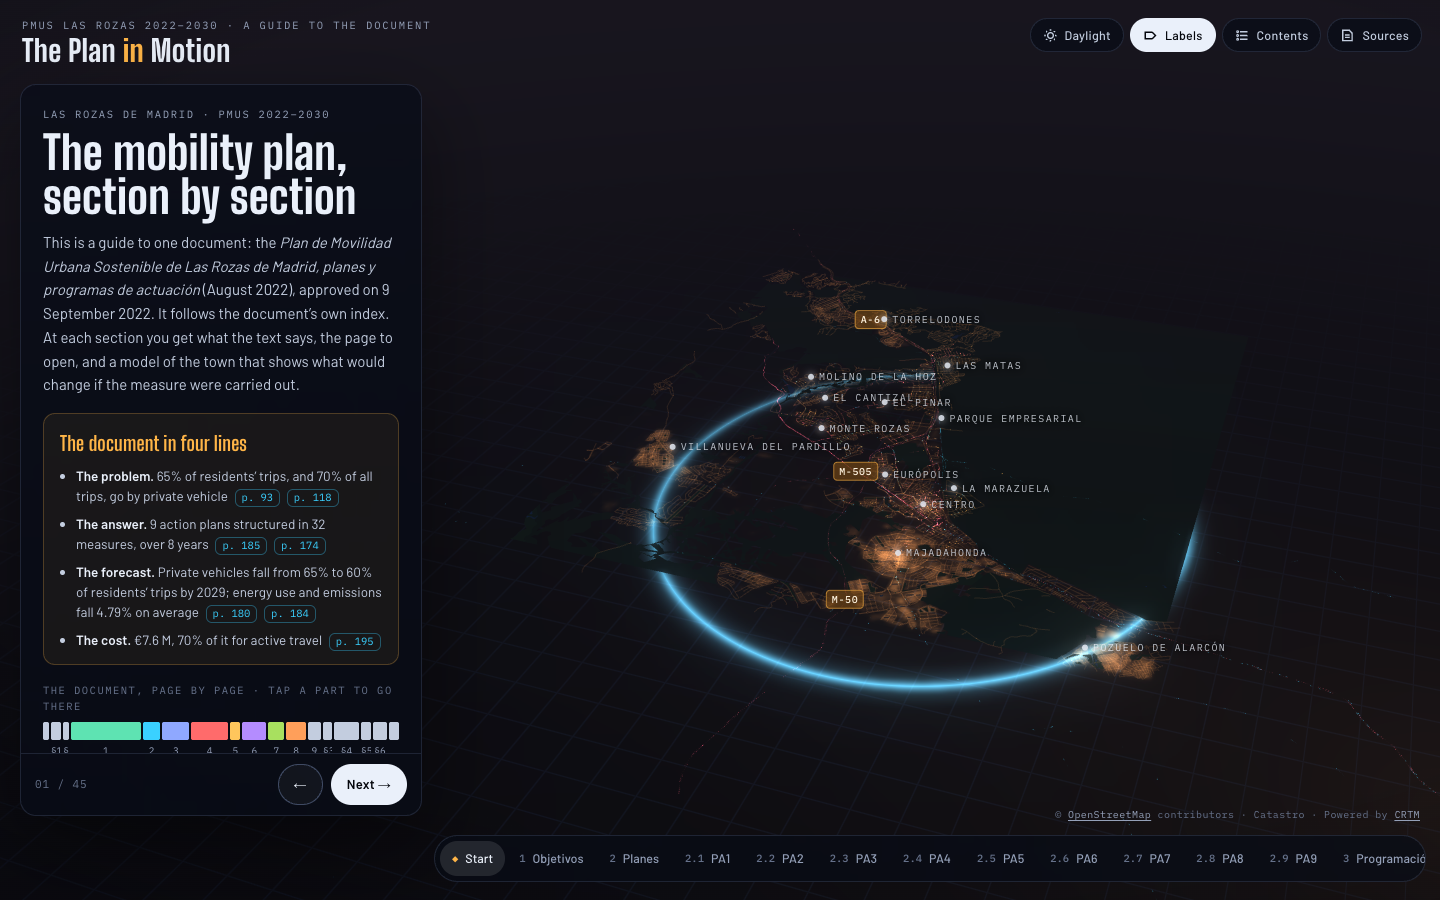 PMUS LAS ROZAS 2022–2030 · A GUIDE TO THE DOCUMENT
The Plan in Motion
Daylight
Labels
Contents
Sources
LAS ROZAS DE MADRID · PMUS 2022–2030
The mobility plan,
section by section
This is a guide to one document: the Plan de Movilidad
Urbana Sostenible de Las Rozas de Madrid, planes y
programas de actuación (August 2022), approved on 9
September 2022. It follows the document's own index.
At each section you get what the text says, the page to
open, and a model of the town that shows what would
change if the measure were carried out.
The document in four lines
The problem. 65% of residents' trips, and 70% of all
trips, go by private vehicle p. 93 p. 118
The answer. 9 action plans structured in 32
measures, over 8 years p. 185 p. 174
The forecast. Private vehicles fall from 65% to 60%
of residents' trips by 2029; energy use and emissions
fall 4.79% on average p. 180 p. 184
The cost. €7.6 M, 70% of it for active travel p. 195
THE DOCUMENT, PAGE BY PAGE · TAP A PART TO GO
THERE
1 2 3 4 5 6 7 8 9
01 / 45
← Next →
A-6
TORRELODONES
LAS MATAS
MOLINO DE LA HOZ
EL CANTIZAL
EL PINAR
PARQUE EMPRESARIAL
MONTE ROZAS
VILLANUEVA DEL PARDILLO
M-505
EURÓPOLIS
LA MARAZUELA
CENTRO
MAJADAHONDA
M-50
POZUELO DE ALARCÓN
© OpenStreetMap contributors · Catastro · Powered by CRTM
Start
1 Objetivos
2 Planes
2.1 PA1
2.2 PA2
2.3 PA3
2.4 PA4
2.5 PA5
2.6 PA6
2.7 PA7
2.8 PA8
2.9 PA9
3 Programació